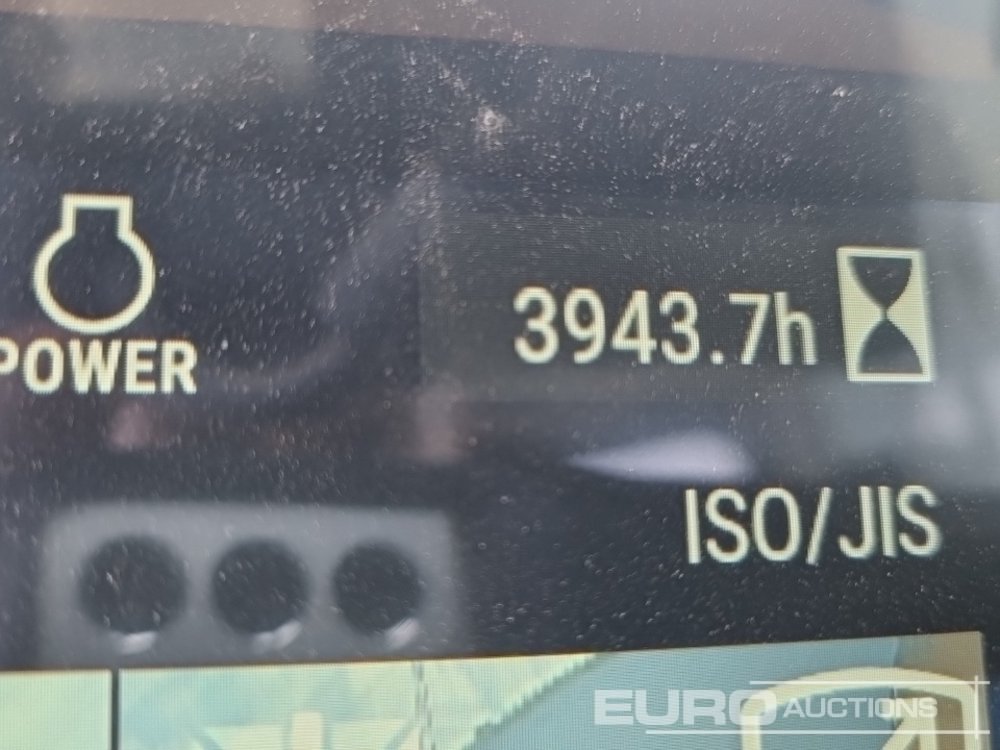 3943.7h
POWER
ISO/JIS
EURO AUCTIONS